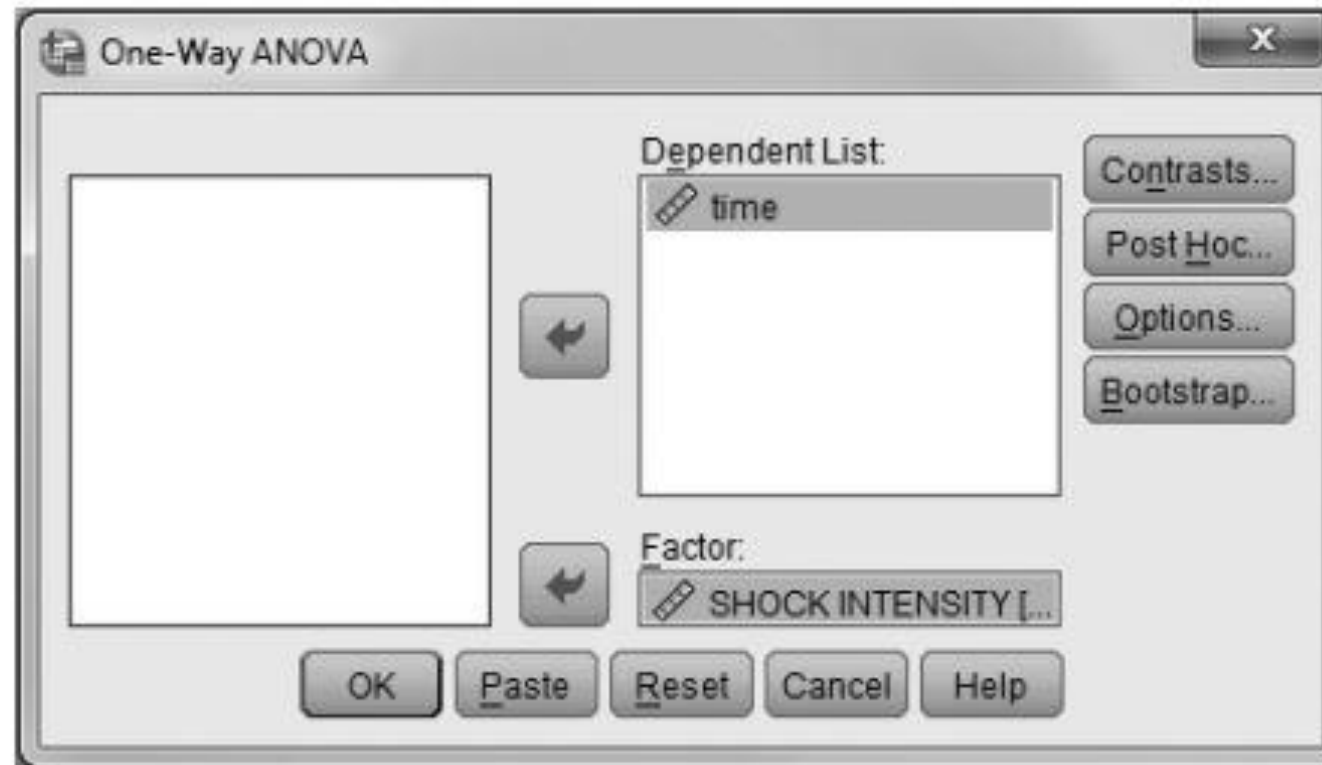 One-Way ANOVA
Dependent List:
time
Contrasts...
Post Hoc...
Options...
Bootstrap...
Factor:
SHOCK INTENSITY [...
OK Paste Reset Cancel Help